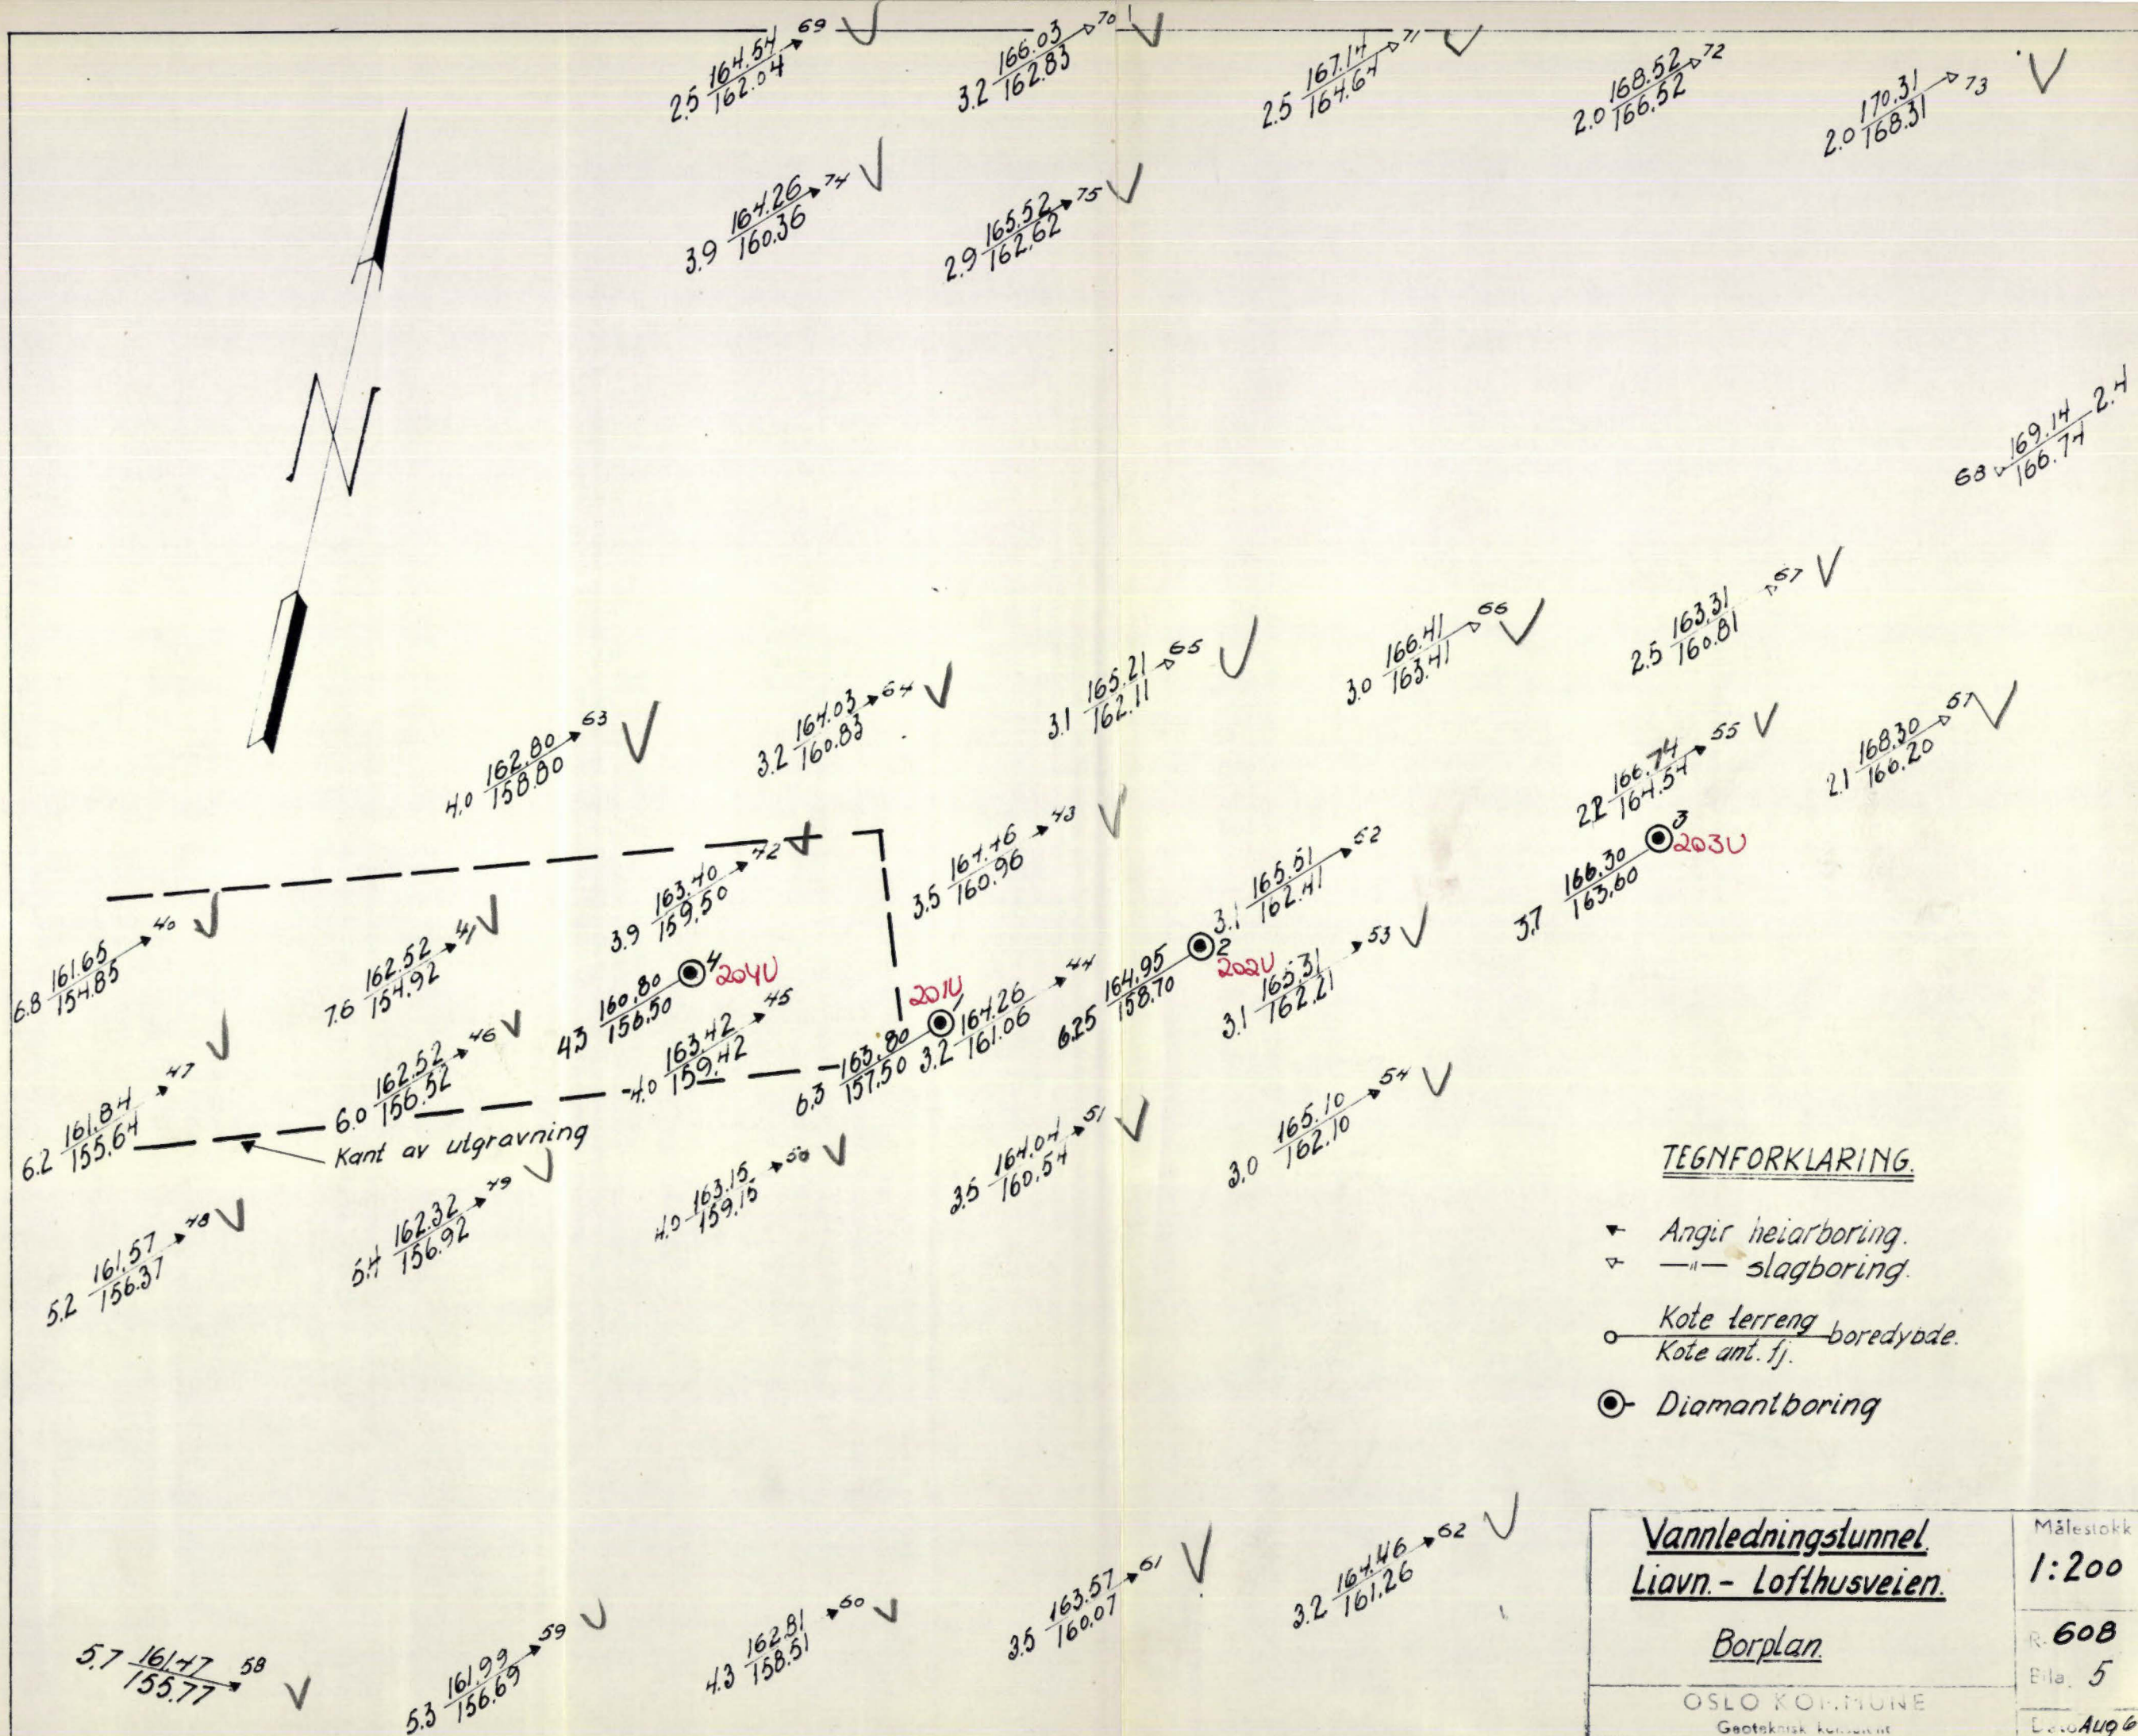 2.5 164.54 69
162.04
3.2 166.03 70
162.83
2.5 167.14 71
164.64
2.0 168.52 72
166.52
2.0 170.31 73
168.31
3.9 164.26 74
160.36
2.9 165.52 75
162.62
N
68 169.14 2.4
166.74
4.0 162.80 63
158.80
3.2 164.03 64
160.83
3.1 165.21 65
162.11
3.0 166.41 66
163.41
2.5 163.31 67
160.81
2.2 166.74 55
164.54
2.1 168.30 57
166.20
3.7 166.30 3
163.60
203U
6.8 161.65 40
154.85
7.6 162.52 41
154.92
3.9 163.40 42
159.50
3.5 164.46 43
160.96
3.1 165.51 52
162.41
4.3 160.80 4
156.50
204U
201U
6.3 163.80 1
157.50
3.2 164.26 44
161.06
6.25 164.95 2
158.70
202U
3.1 165.31 53
162.21
6.2 161.84 47
155.64
6.0 162.52 46
156.52
4.0 163.42 45
159.42
Kant av utgravning
5.2 161.57 48
156.37
5.4 162.32 49
156.92
4.0 163.15 50
159.15
3.5 164.04 51
160.54
3.0 165.10 54
162.10
5.7 161.47 58
155.77
5.3 161.99 59
156.69
4.3 162.81 60
158.51
3.5 163.57 61
160.07
3.2 164.46 62
161.26
TEGNFORKLARING.
Angir heiarboring.
—"— slagboring.
Kote terreng boredybde.
Kote ant. fj.
Diamantboring
Vannledningstunnel.
Liavn. - Lofthusveien.
Borplan.
OSLO KOMMUNE
Geoteknisk konsulent
Målestokk
1:200
R. 608
Bila. 5
Dato Aug 6